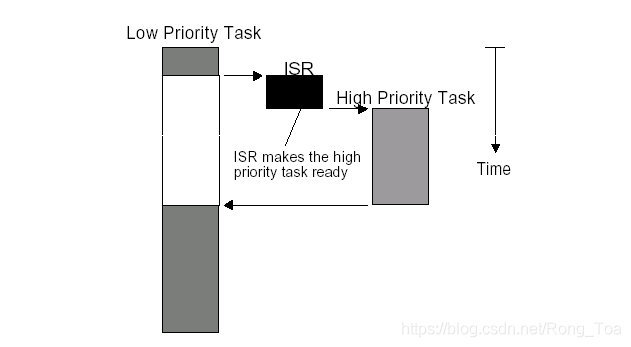 Low Priority Task
ISR
High Priority Task
ISR makes the high
priority task ready
Time
https://blog.csdn.net/Rong_Toa